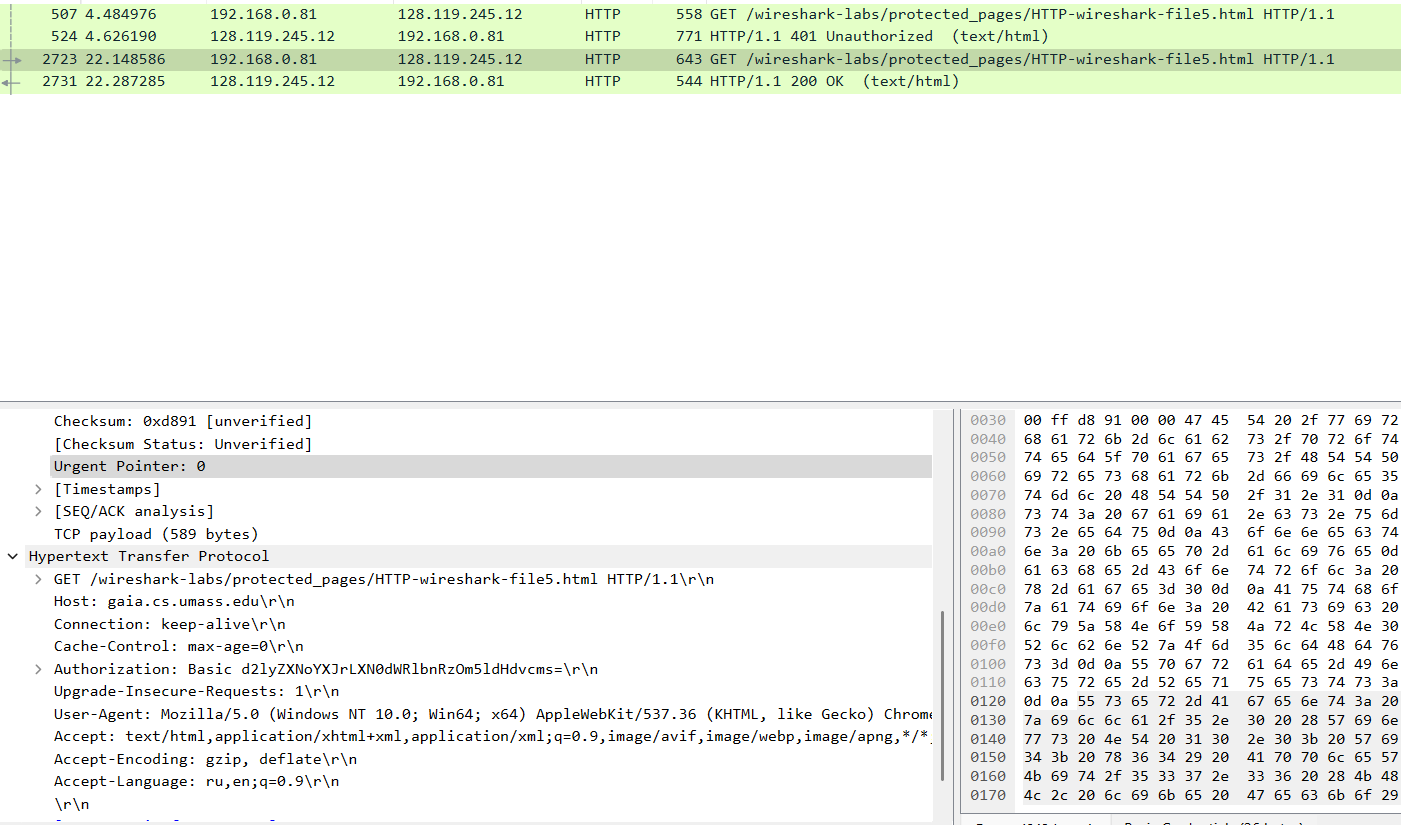 507 4.484976 192.168.0.81 128.119.245.12 HTTP 558 GET /wireshark-labs/protected_pages/HTTP-wireshark-file5.html HTTP/1.1
524 4.626190 128.119.245.12 192.168.0.81 HTTP 771 HTTP/1.1 401 Unauthorized (text/html)
2723 22.148586 192.168.0.81 128.119.245.12 HTTP 643 GET /wireshark-labs/protected_pages/HTTP-wireshark-file5.html HTTP/1.1
2731 22.287285 128.119.245.12 192.168.0.81 HTTP 544 HTTP/1.1 200 OK (text/html)
Checksum: 0xd891 [unverified]
[Checksum Status: Unverified]
Urgent Pointer: 0
[Timestamps]
[SEQ/ACK analysis]
TCP payload (589 bytes)
Hypertext Transfer Protocol
GET /wireshark-labs/protected_pages/HTTP-wireshark-file5.html HTTP/1.1\r\n
Host: gaia.cs.umass.edu\r\n
Connection: keep-alive\r\n
Cache-Control: max-age=0\r\n
Authorization: Basic d2lyZXNoYXJrLXN0dWRlbnRzOm5ldHdvcms=\r\n
Upgrade-Insecure-Requests: 1\r\n
User-Agent: Mozilla/5.0 (Windows NT 10.0; Win64; x64) AppleWebKit/537.36 (KHTML, like Gecko) Chrome
Accept: text/html,application/xhtml+xml,application/xml;q=0.9,image/avif,image/webp,image/apng,*/*
Accept-Encoding: gzip, deflate\r\n
Accept-Language: ru,en;q=0.9\r\n
\r\n
0030 00 ff d8 91 00 00 47 45 54 20 2f 77 69 72
0040 68 61 72 6b 2d 6c 61 62 73 2f 70 72 6f 74
0050 74 65 64 5f 70 61 67 65 73 2f 48 54 54 50
0060 69 72 65 73 68 61 72 6b 2d 66 69 6c 65 35
0070 74 6d 6c 20 48 54 54 50 2f 31 2e 31 0d 0a
0080 73 74 3a 20 67 61 69 61 2e 63 73 2e 75 6d
0090 73 2e 65 64 75 0d 0a 43 6f 6e 6e 65 63 74
00a0 6e 3a 20 6b 65 65 70 2d 61 6c 69 76 65 0d
00b0 61 63 68 65 2d 43 6f 6e 74 72 6f 6c 3a 20
00c0 78 2d 61 67 65 3d 30 0d 0a 41 75 74 68 6f
00d0 7a 61 74 69 6f 6e 3a 20 42 61 73 69 63 20
00e0 6c 79 5a 58 4e 6f 59 58 4a 72 4c 58 4e 30
00f0 52 6c 62 6e 52 7a 4f 6d 35 6c 64 48 64 76
0100 73 3d 0d 0a 55 70 67 72 61 64 65 2d 49 6e
0110 63 75 72 65 2d 52 65 71 75 65 73 74 73 3a
0120 0d 0a 55 73 65 72 2d 41 67 65 6e 74 3a 20
0130 7a 69 6c 6c 61 2f 35 2e 30 20 28 57 69 6e
0140 77 73 20 4e 54 20 31 30 2e 30 3b 20 57 69
0150 34 3b 20 78 36 34 29 20 41 70 70 6c 65 57
0160 4b 69 74 2f 35 33 37 2e 33 36 20 28 4b 48
0170 4c 2c 20 6c 69 6b 65 20 47 65 63 6b 6f 29